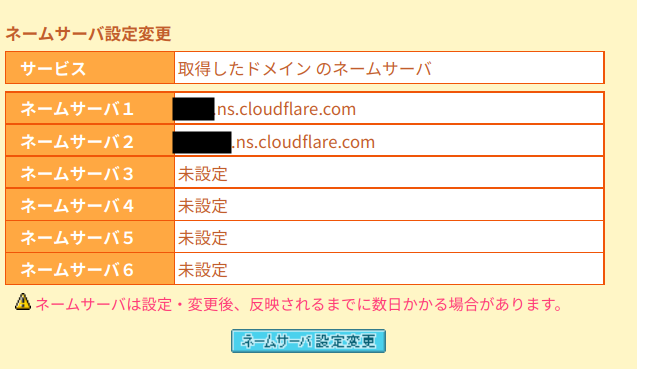 ネームサーバ設定変更
サービス 取得したドメイン のネームサーバ
ネームサーバ１ .ns.cloudflare.com
ネームサーバ２ .ns.cloudflare.com
ネームサーバ３ 未設定
ネームサーバ４ 未設定
ネームサーバ５ 未設定
ネームサーバ６ 未設定
ネームサーバは設定・変更後、反映されるまでに数日かかる場合があります。
ネームサーバ 設定変更